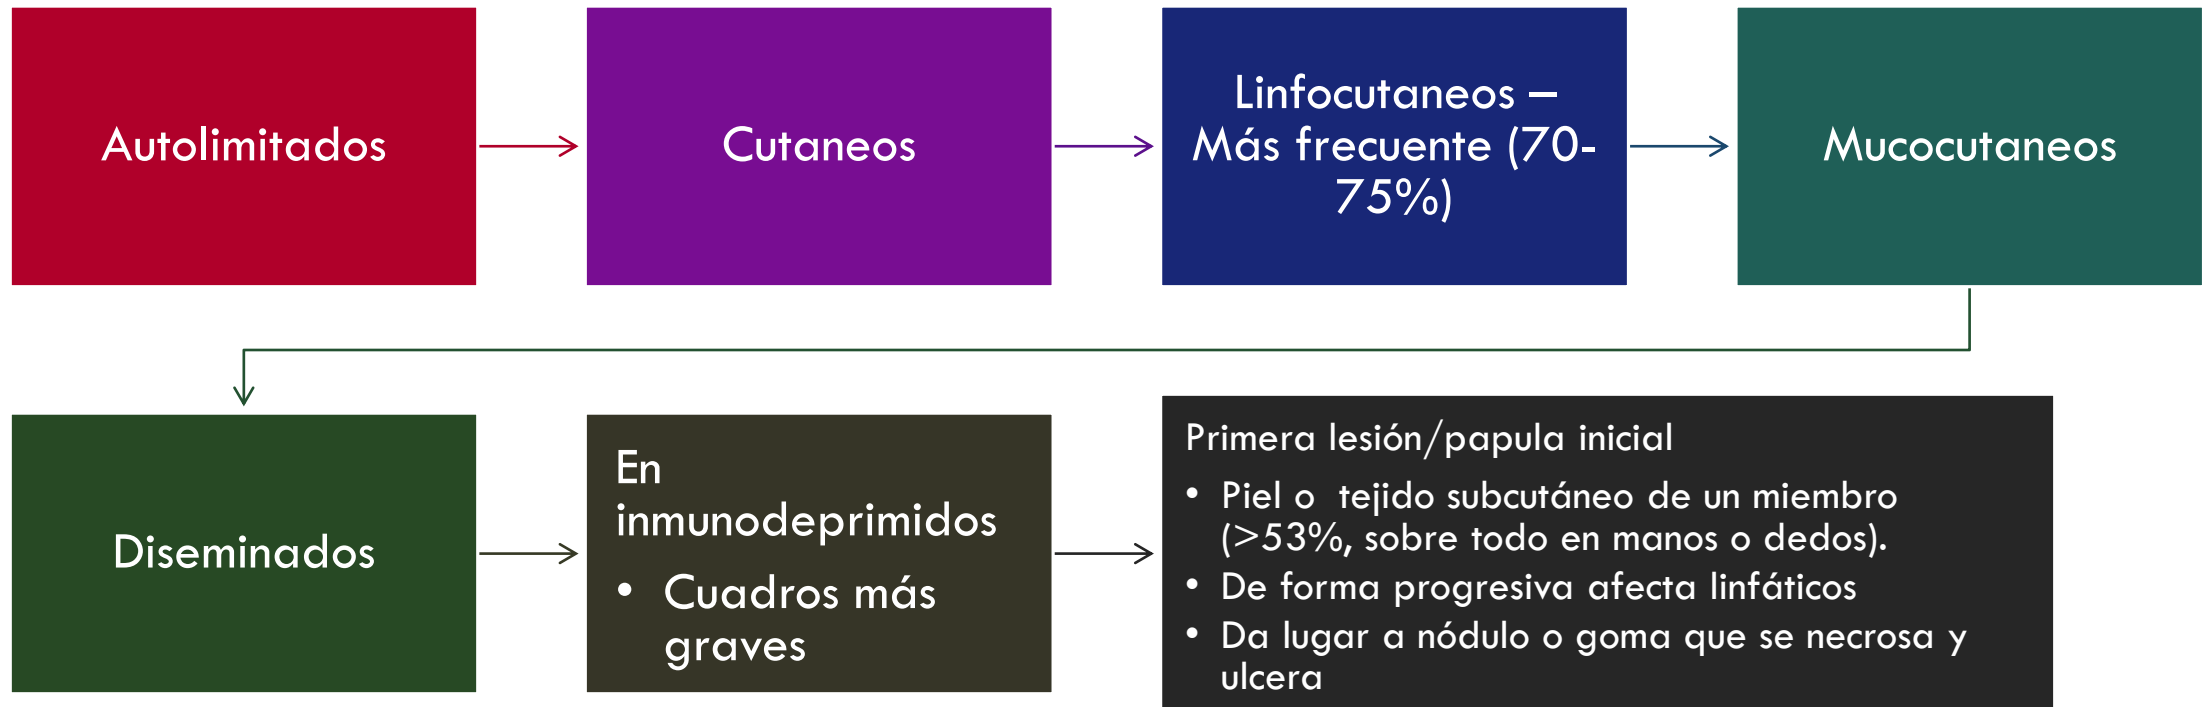 Autolimitados
Cutaneos
Linfocutaneos –
Más frecuente (70-
75%)
Mucocutaneos
Diseminados
En
inmunodeprimidos
• Cuadros más
graves
Primera lesión/papula inicial
• Piel o tejido subcutáneo de un miembro
(>53%, sobre todo en manos o dedos).
• De forma progresiva afecta linfáticos
• Da lugar a nódulo o goma que se necrosa y
ulcera